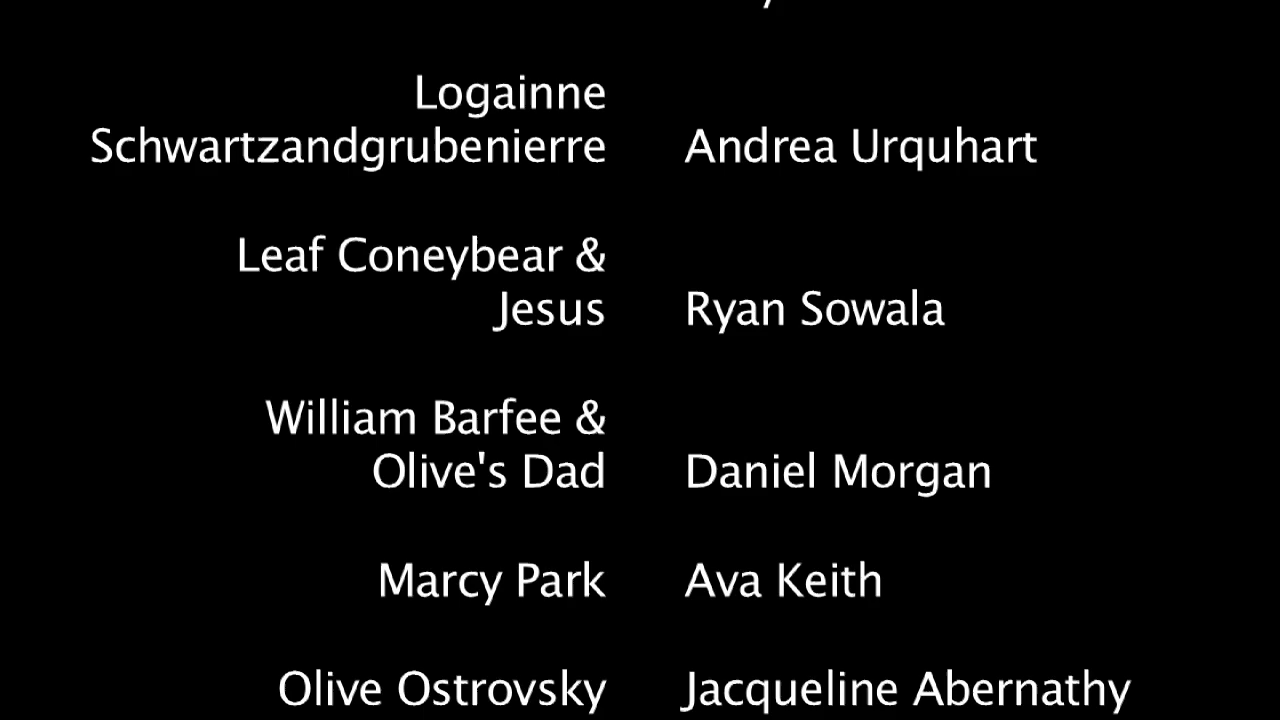 Logainne
Schwartzandgrubenierre Andrea Urquhart
Leaf Coneybear &
Jesus Ryan Sowala
William Barfee &
Olive's Dad Daniel Morgan
Marcy Park Ava Keith
Olive Ostrovsky Jacqueline Abernathy